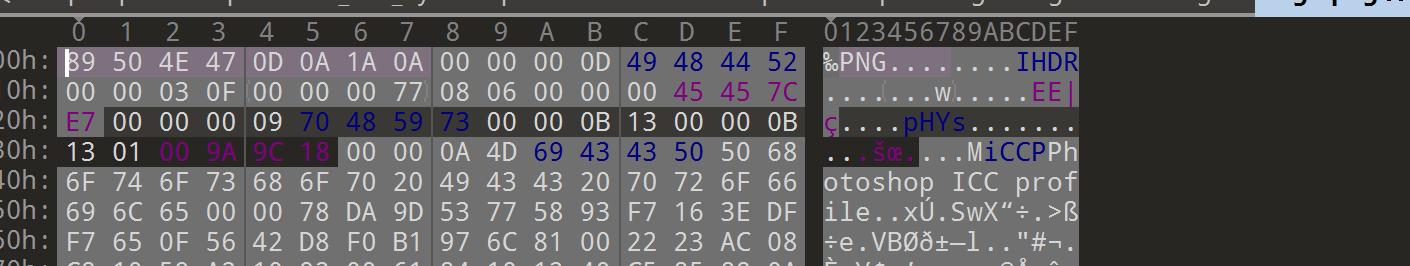 0 1 2 3 4 5 6 7 8 9 A B C D E F 0123456789ABCDEF
00h: 89 50 4E 47 0D 0A 1A 0A 00 00 00 0D 49 48 44 52 ‰PNG........IHDR
10h: 00 00 03 0F 00 00 00 77 08 06 00 00 00 45 45 7C .......w.....EE|
20h: E7 00 00 00 09 70 48 59 73 00 00 0B 13 00 00 0B ç....pHYs.......
30h: 13 01 00 9A 9C 18 00 00 0A 4D 69 43 43 50 50 68 ...šœ....MiCCPPh
40h: 6F 74 6F 73 68 6F 70 20 49 43 43 20 70 72 6F 66 otoshop ICC prof
50h: 69 6C 65 00 00 78 DA 9D 53 77 58 93 F7 16 3E DF ile..xÚ.SwX“÷.>ß
60h: F7 65 0F 56 42 D8 F0 B1 97 6C 81 00 22 23 AC 08 ÷e.VBØð±—l.."#¬.